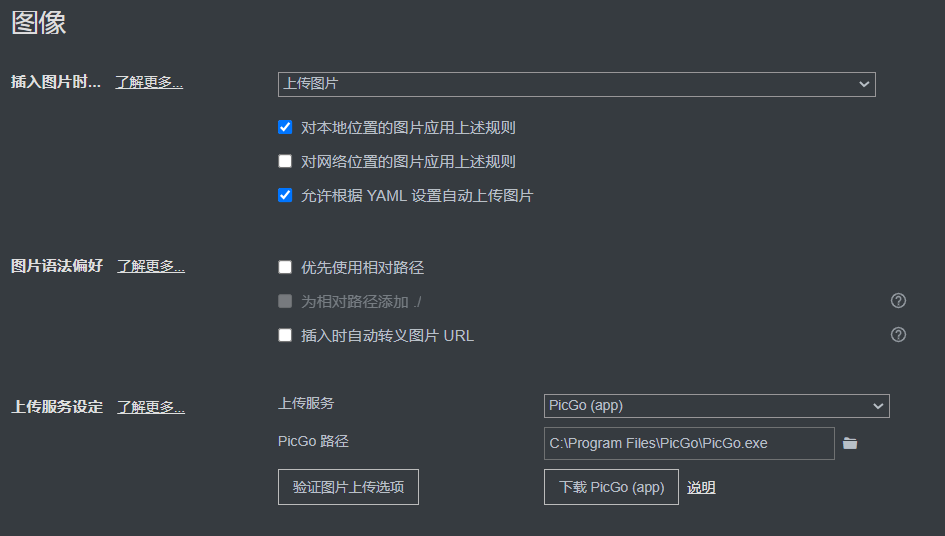 图像
插入图片时... 了解更多... 上传图片
对本地位置的图片应用上述规则
对网络位置的图片应用上述规则
允许根据 YAML 设置自动上传图片
图片语法偏好 了解更多... 优先使用相对路径
为相对路径添加 ./
插入时自动转义图片 URL
上传服务设定 了解更多... 上传服务 PicGo (app)
PicGo 路径 C:\Program Files\PicGo\PicGo.exe
验证图片上传选项 下载 PicGo (app) 说明